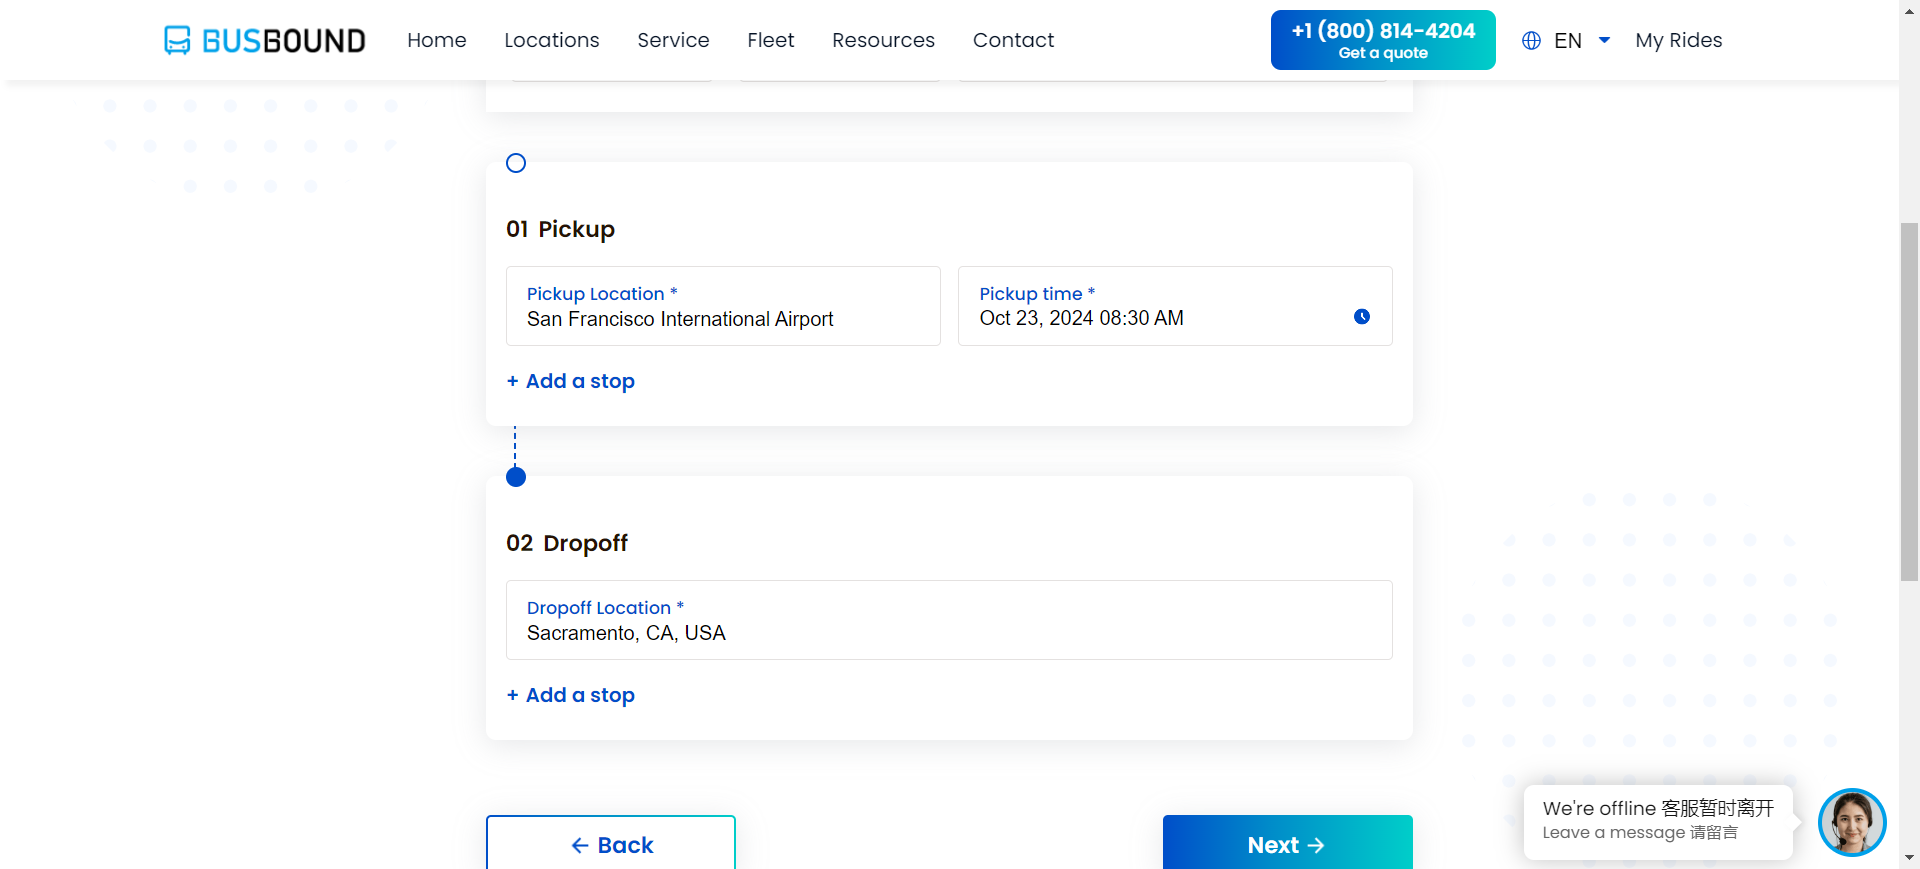 BUSBOUND
Home
Locations
Service
Fleet
Resources
Contact
+1 (800) 814-4204
Get a quote
EN
My Rides
01 Pickup
Pickup Location *
San Francisco International Airport
Pickup time *
Oct 23, 2024 08:30 AM
+ Add a stop
02 Dropoff
Dropoff Location *
Sacramento, CA, USA
+ Add a stop
← Back
Next →
We're offline 客服暂时离开
Leave a message 请留言